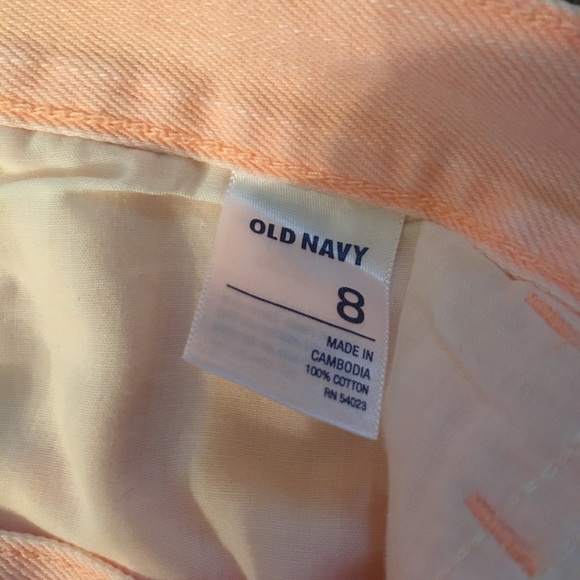 OLD NAVY
8
MADE IN
CAMBODIA
100% COTTON
RN 54023